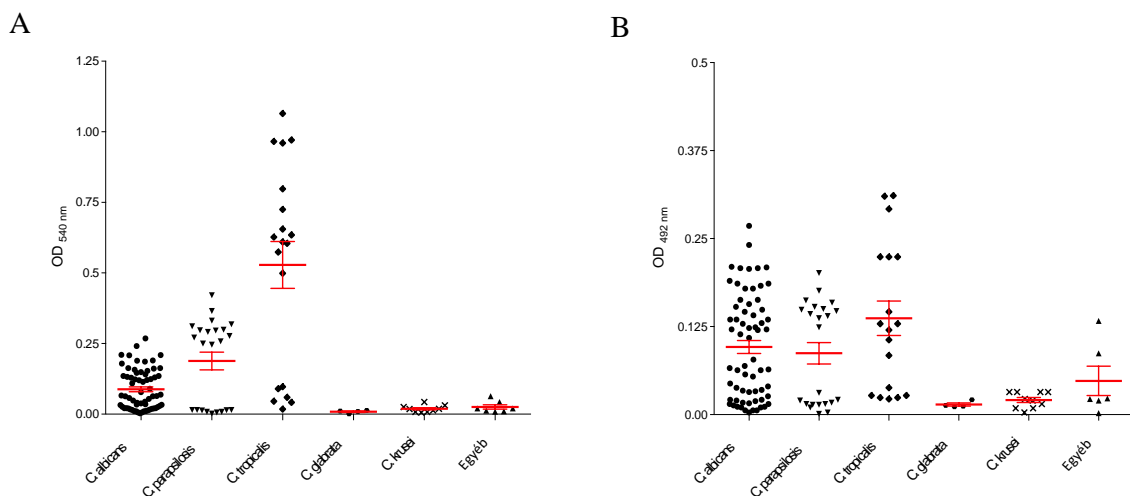 A
B
1.25
1.00
0.75
0.5
0.25
0.00
OD 540 nm
C. albicans
C. parapsilosis
C. tropicalis
C. glabrata
C. krusei
Egyéb
0.5
0.375
0.25
0.125
0.00
OD 492 nm
C. albicans
C. parapsilosis
C. tropicalis
C. glabrata
C. krusei
Egyéb